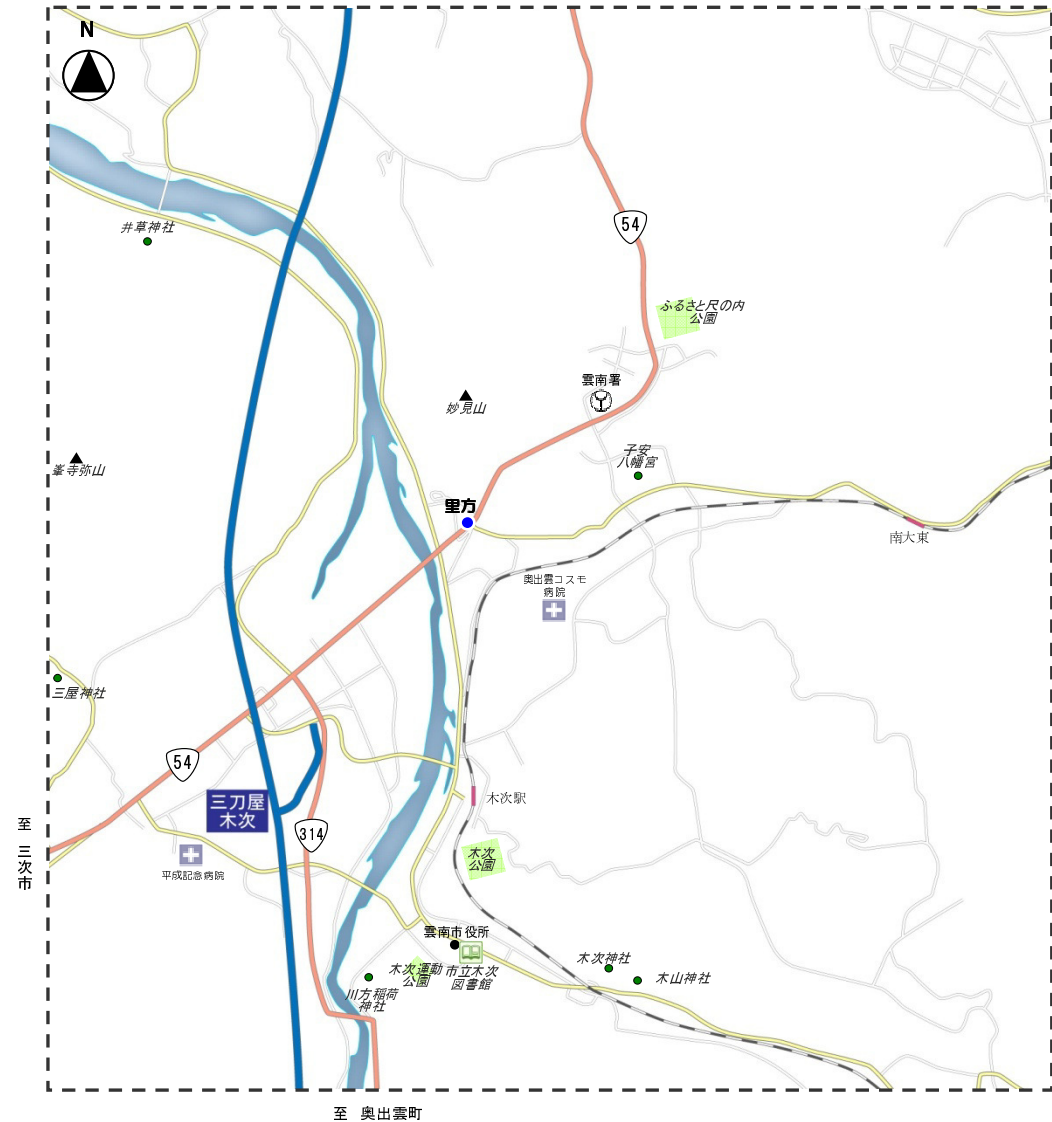 N
井草神社
54
ふるさと尺の内
公園
雲南署
妙見山
子安
八幡宮
峯寺弥山
里方
南大東
奥出雲コスモ
病院
三屋神社
54
三刀屋
木次
木次駅
314
至 三次市
木次
公園
平成記念病院
雲南市役所
木次運動
公園
市立木次
図書館
木次神社
木山神社
川方稲荷
神社
至 奥出雲町